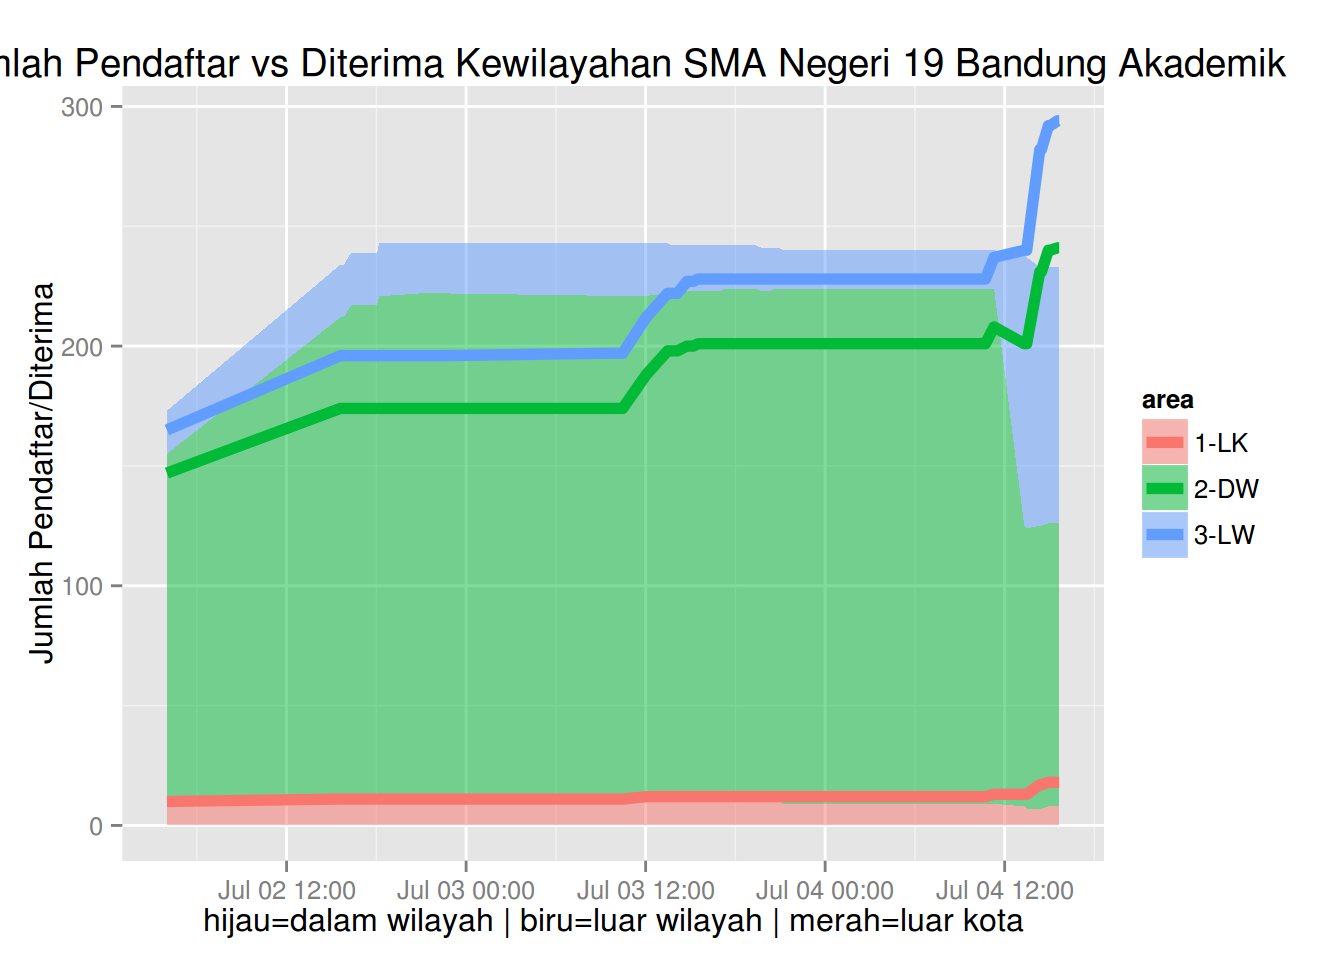 mlah Pendaftar vs Diterima Kewilayahan SMA Negeri 19 Bandung Akademik
300
200
100
0
Jumlah Pendaftar/Diterima
Jul 02 12:00
Jul 03 00:00
Jul 03 12:00
Jul 04 00:00
Jul 04 12:00
hijau=dalam wilayah | biru=luar wilayah | merah=luar kota
area
1-LK
2-DW
3-LW